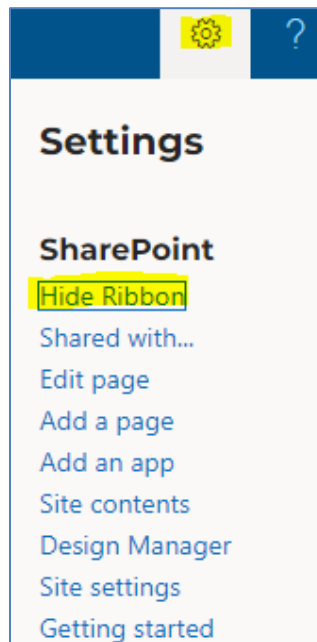 ?
Settings
SharePoint
Hide Ribbon
Shared with...
Edit page
Add a page
Add an app
Site contents
Design Manager
Site settings
Getting started